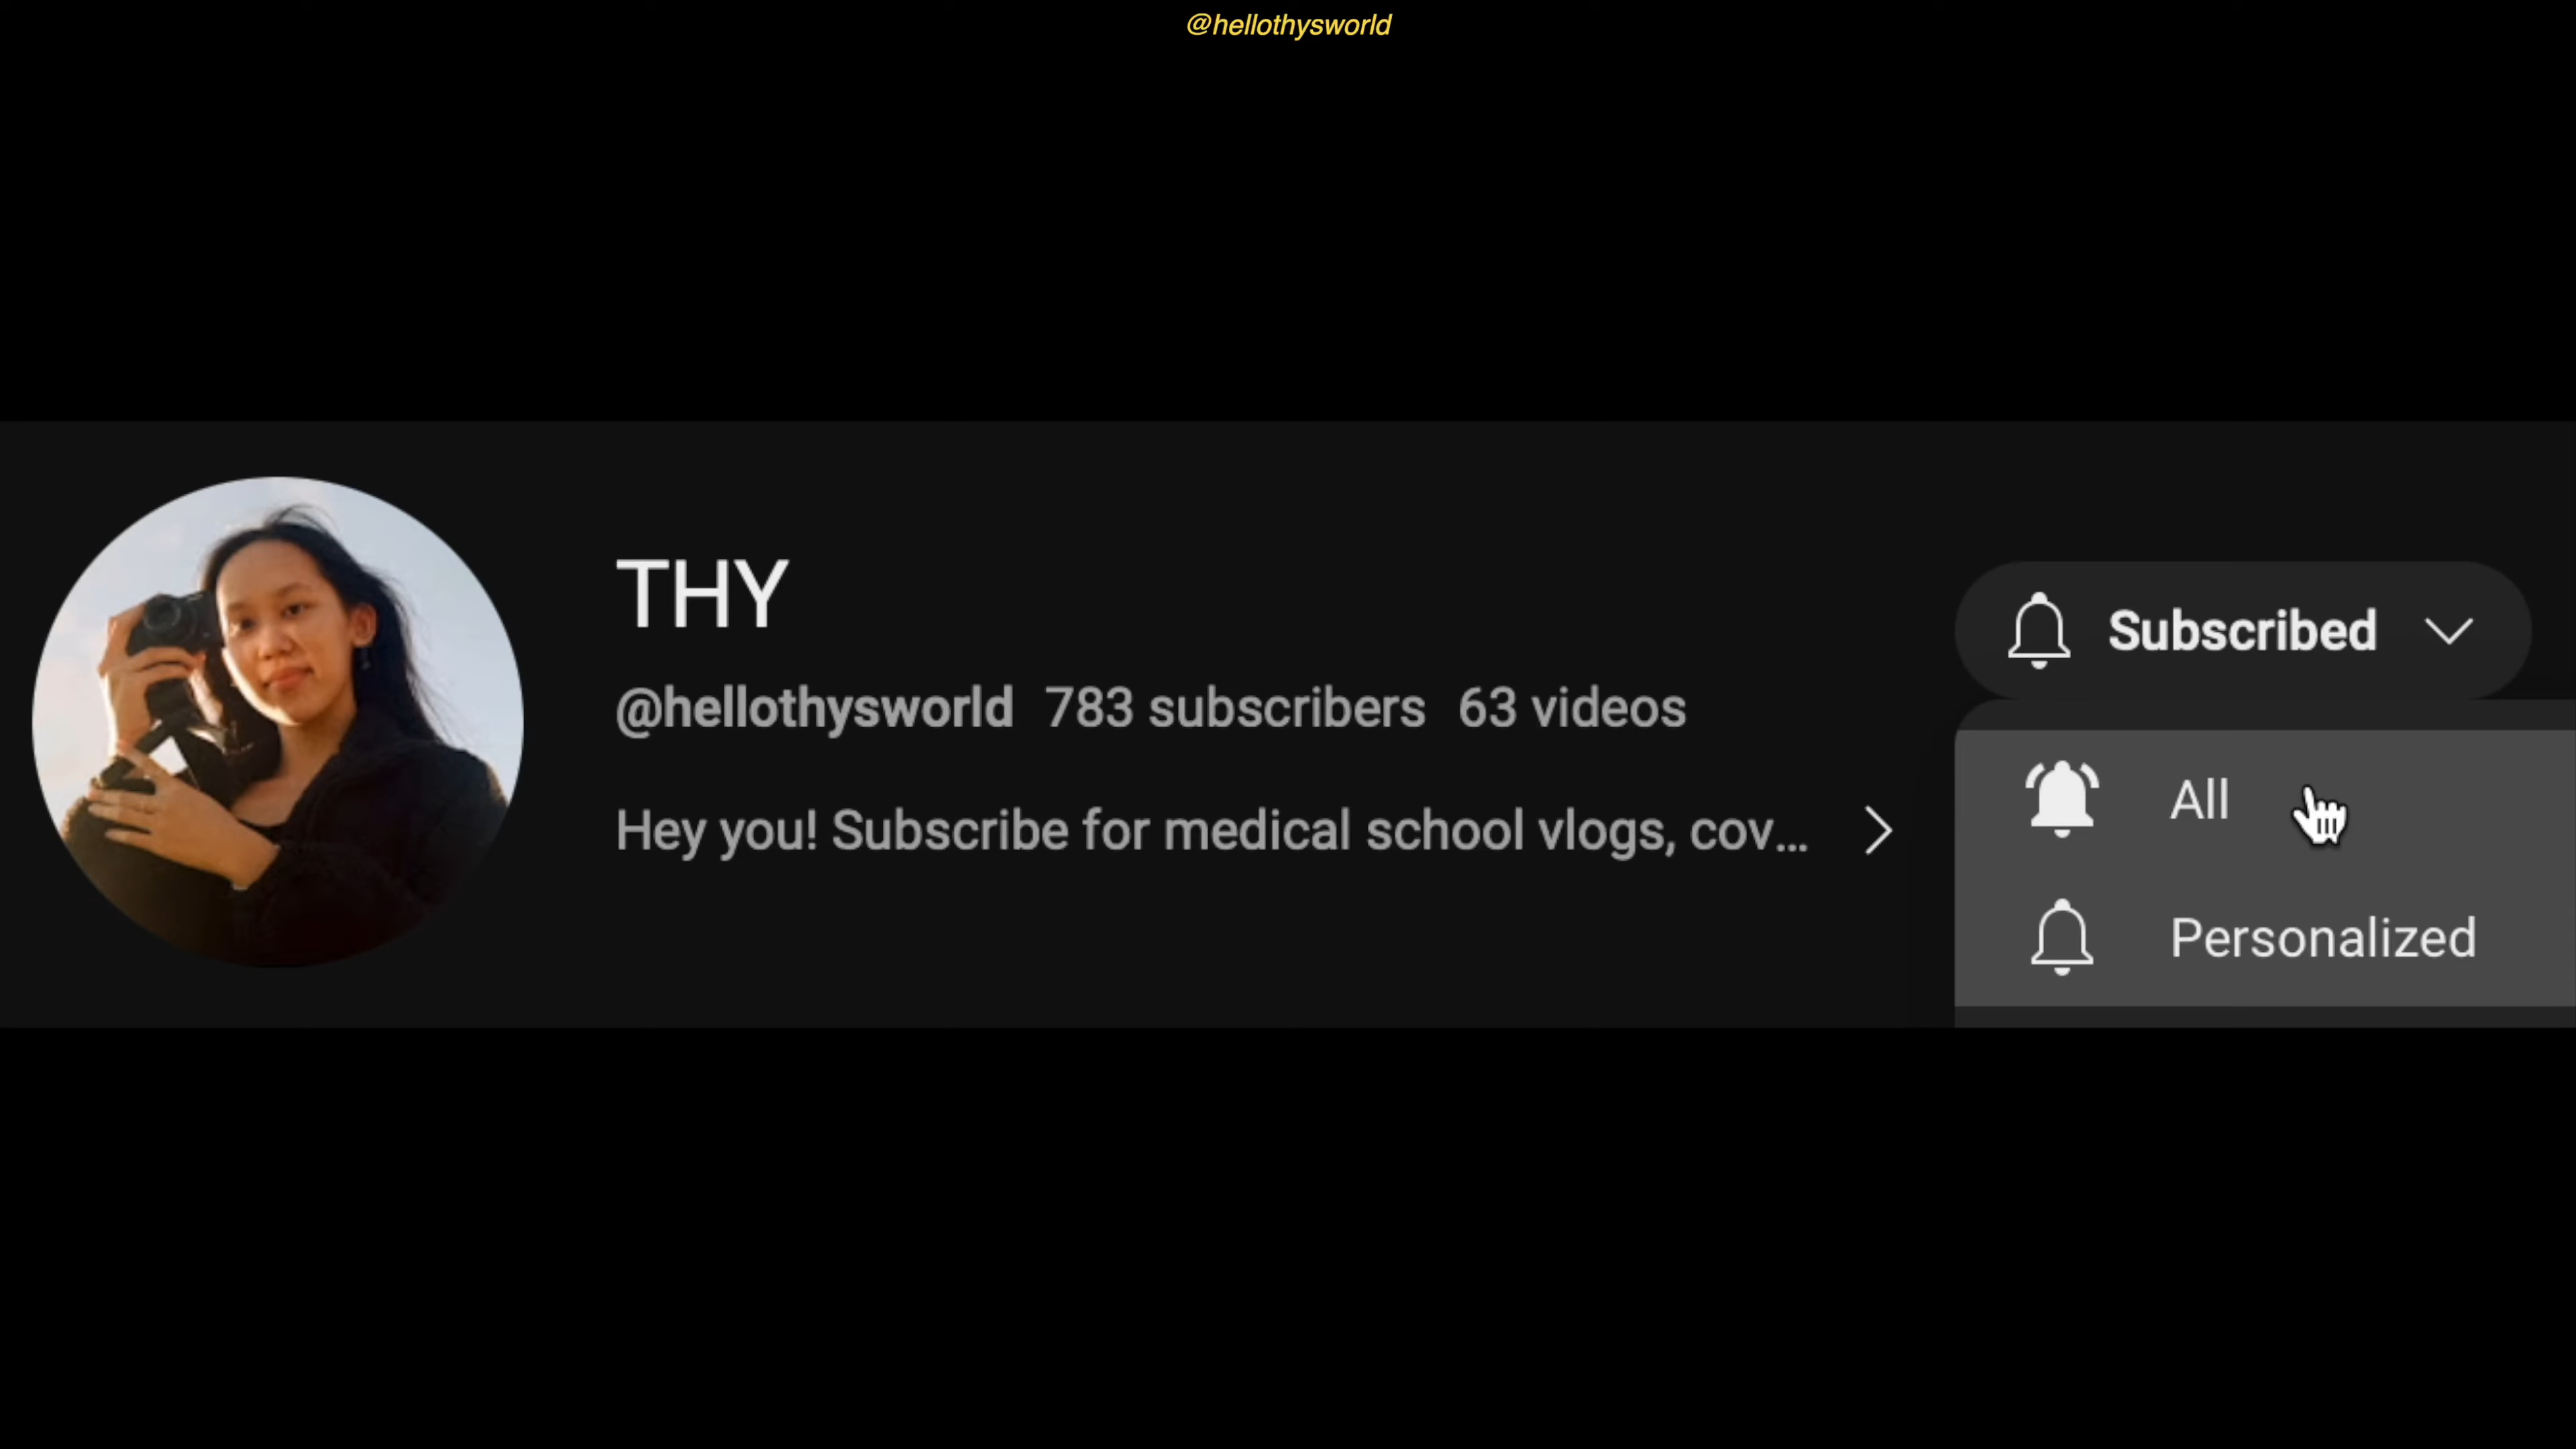 @hellothysworld
THY
@hellothysworld 783 subscribers 63 videos
Hey you! Subscribe for medical school vlogs, cov...
Subscribed
All
Personalized